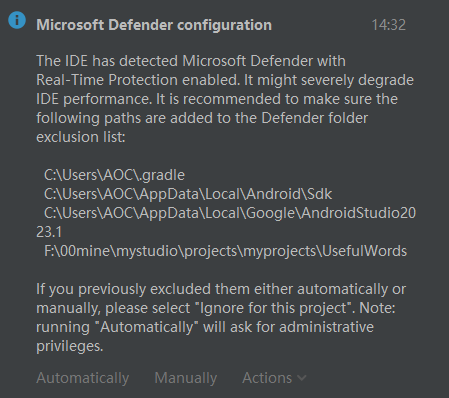 Microsoft Defender configuration 14:32
The IDE has detected Microsoft Defender with
Real-Time Protection enabled. It might severely degrade
IDE performance. It is recommended to make sure the
following paths are added to the Defender folder
exclusion list:
C:\Users\AOC\.gradle
C:\Users\AOC\AppData\Local\Android\Sdk
C:\Users\AOC\AppData\Local\Google\AndroidStudio20
23.1
F:\00mine\mystudio\projects\myprojects\UsefulWords
If you previously excluded them either automatically or
manually, please select "Ignore for this project". Note:
running "Automatically" will ask for administrative
privileges.
Automatically Manually Actions